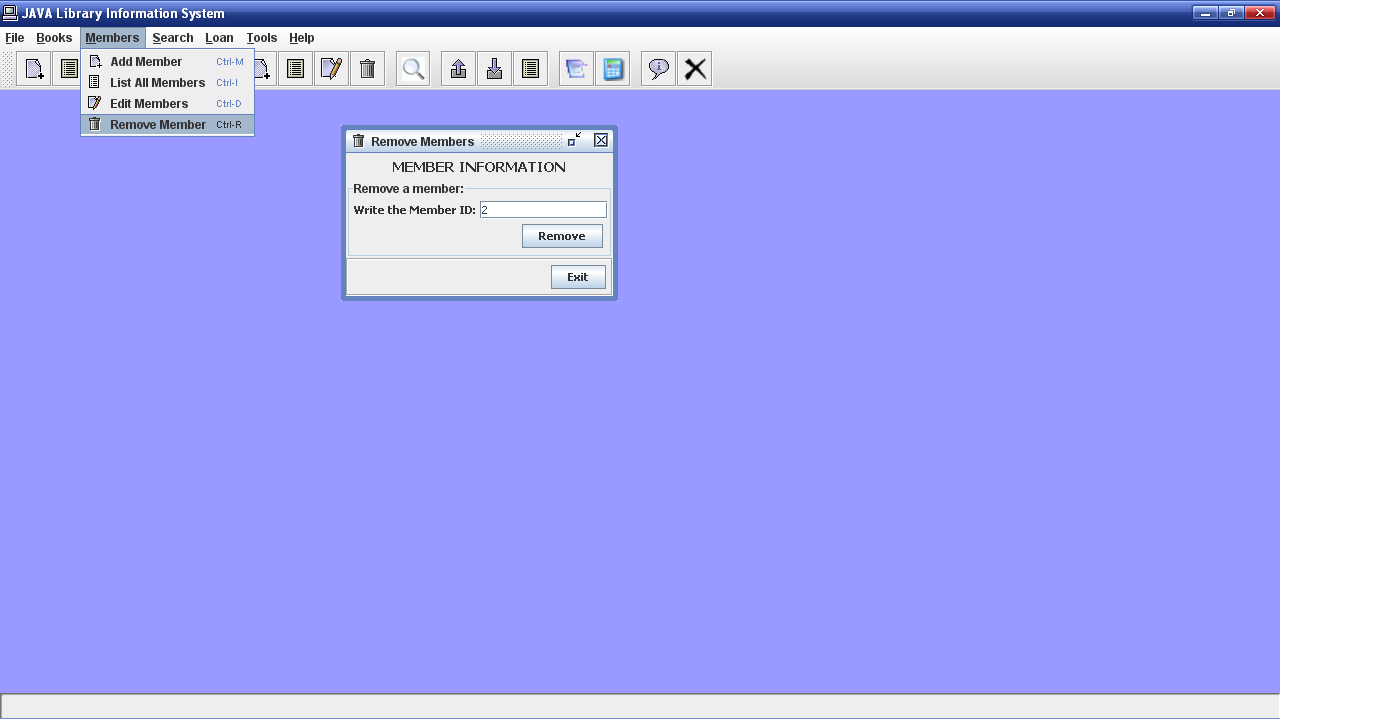 JAVA Library Information System
File Books Members Search Loan Tools Help
Add Member Ctrl-M
List All Members Ctrl-I
Edit Members Ctrl-D
Remove Member Ctrl-R
Remove Members
MEMBER INFORMATION
Remove a member:
Write the Member ID: 2
Remove
Exit